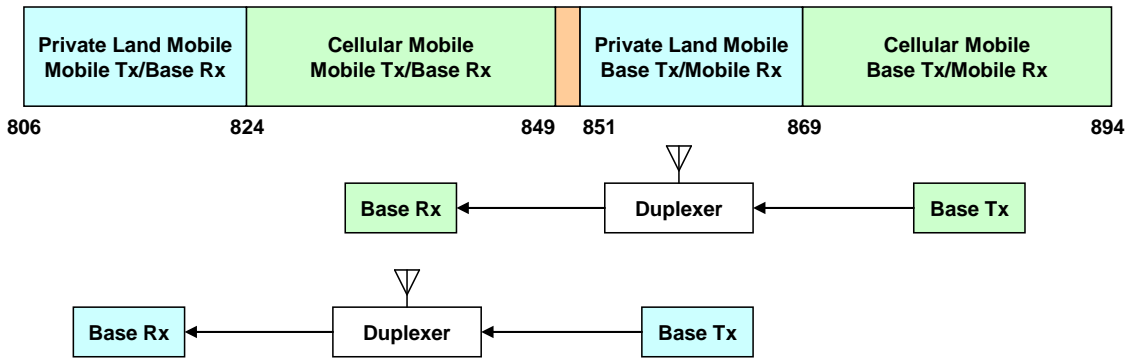 Private Land Mobile
Mobile Tx/Base Rx
Cellular Mobile
Mobile Tx/Base Rx
Private Land Mobile
Base Tx/Mobile Rx
Cellular Mobile
Base Tx/Mobile Rx
806
824
849
851
869
894
Base Rx
Duplexer
Base Tx
Base Rx
Duplexer
Base Tx